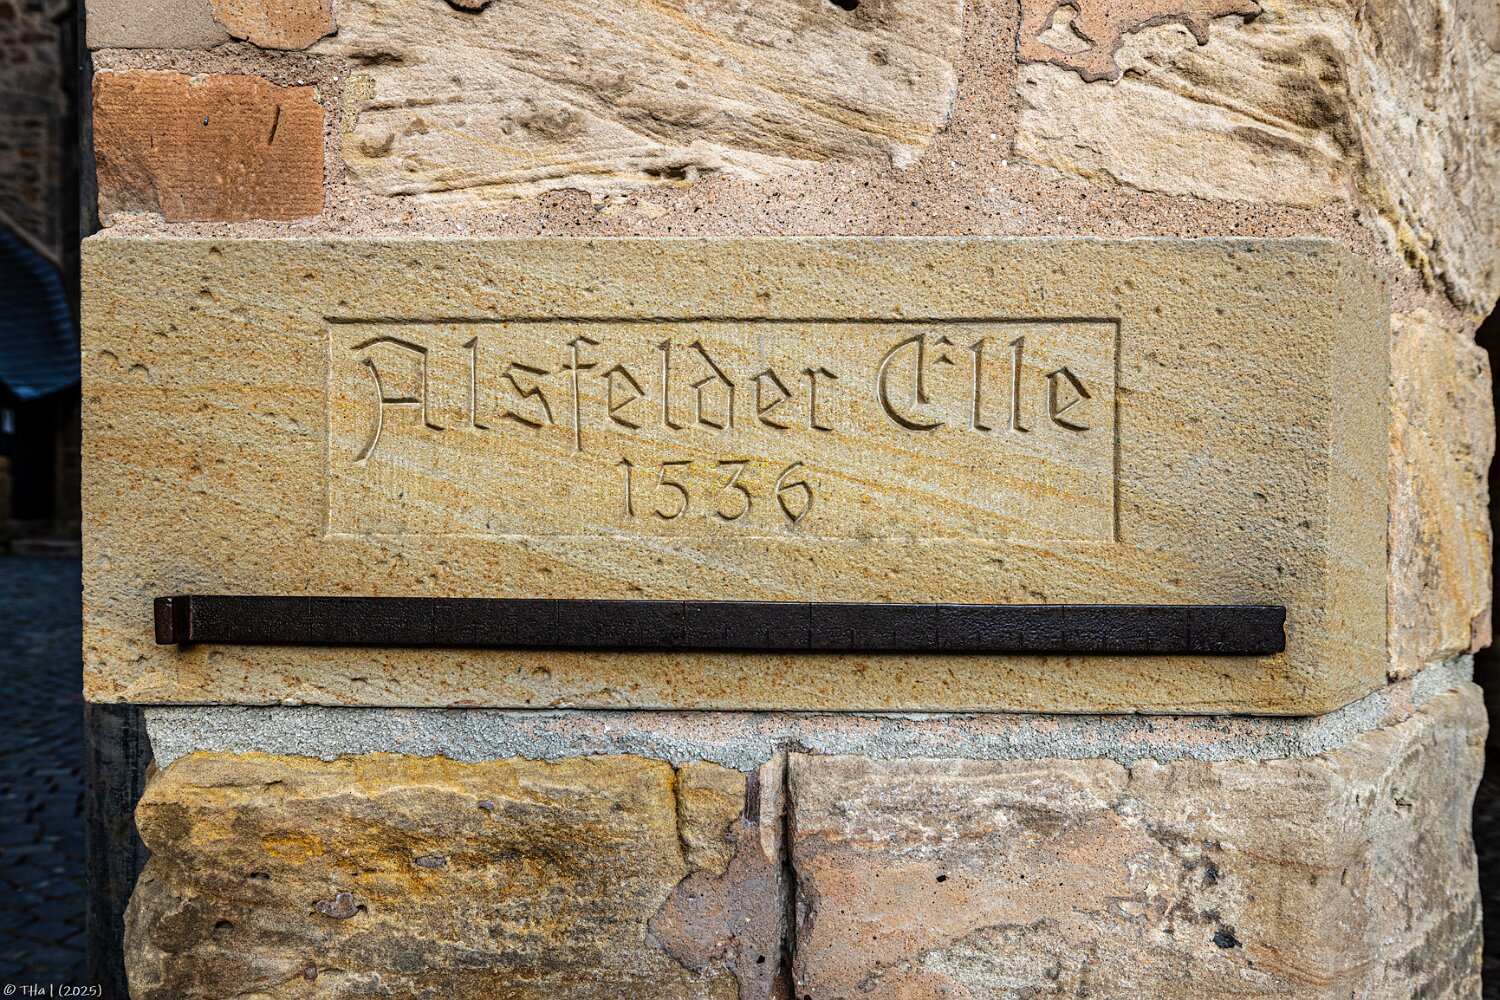 Alsfelder Elle
1536
© THa | (2025)